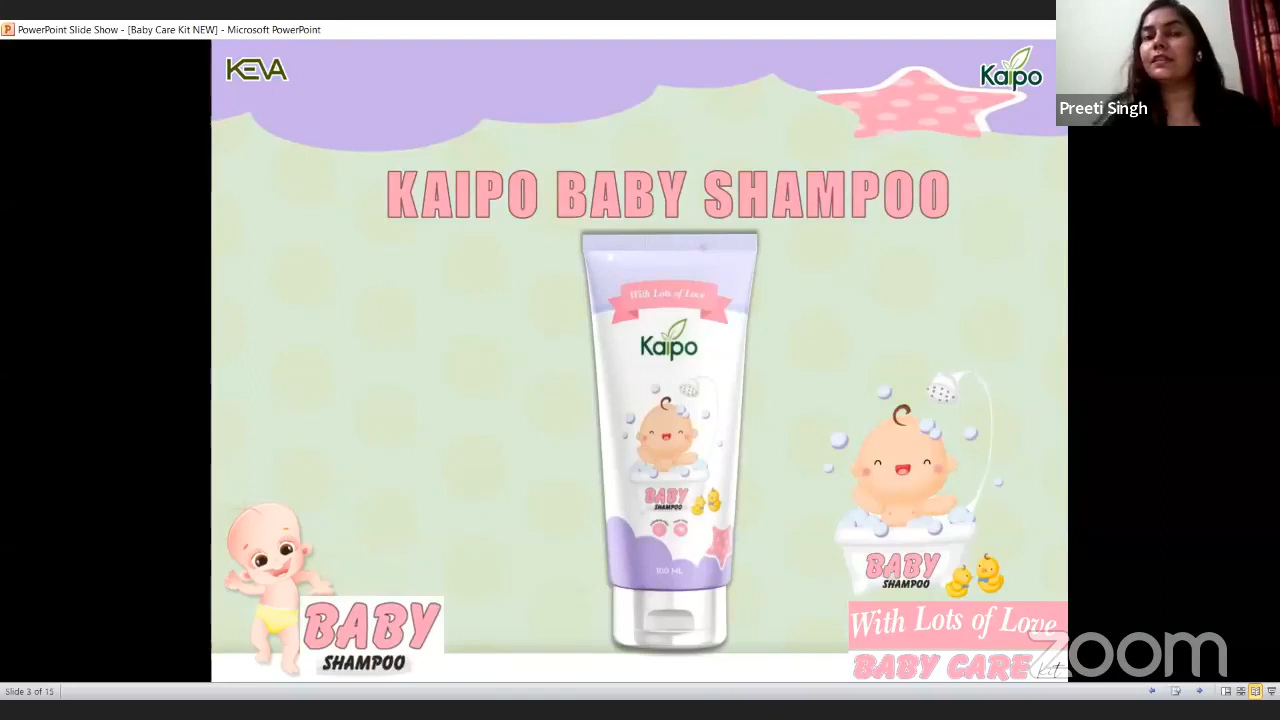 PowerPoint Slide Show - [Baby Care Kit NEW] - Microsoft PowerPoint
KEVA
Kaipo
Preeti Singh
KAIPO BABY SHAMPOO
With Lots of Love
Kaipo
BABY
SHAMPOO
100 ML
BABY
SHAMPOO
BABY
SHAMPOO
With Lots of Love
BABY CARE
Kit
zoom
Slide 3 of 15